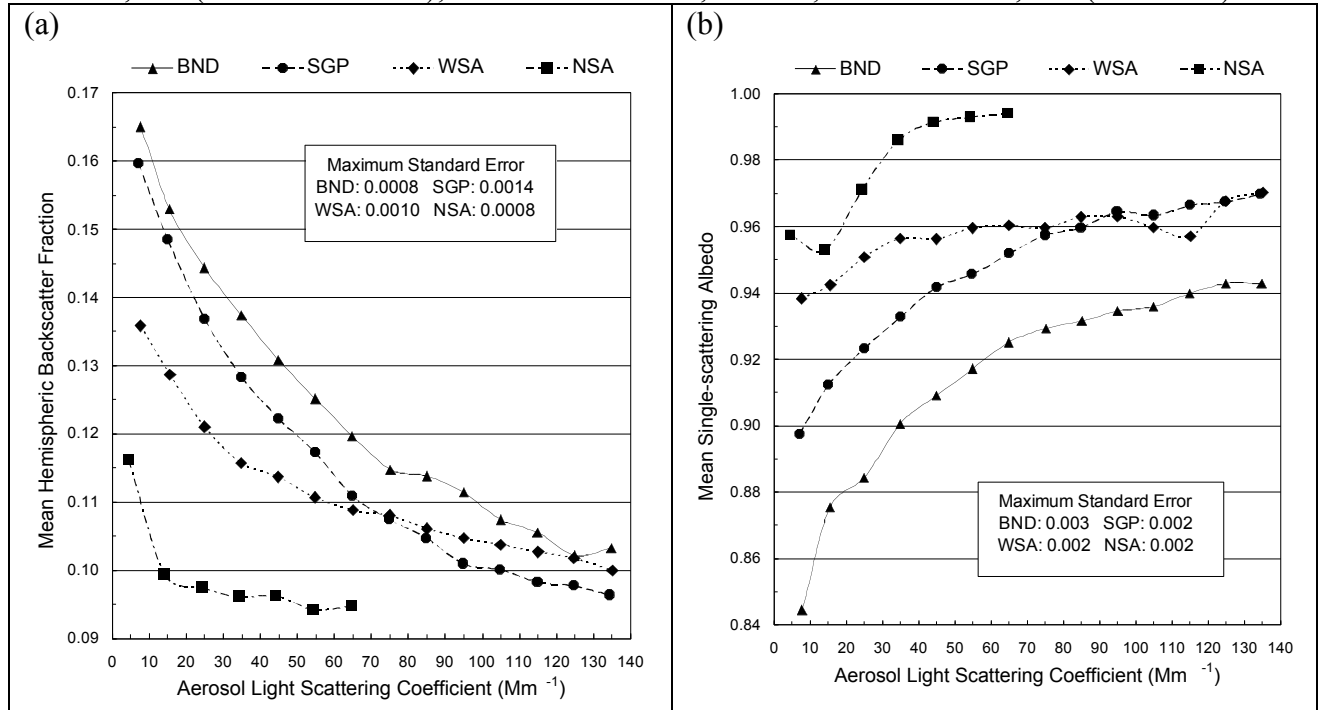 (a)
BND SGP WSA NSA
0.17
0.16
0.15
0.14
0.13
0.12
0.11
0.10
0.09
Mean Hemispheric Backscatter Fraction
Maximum Standard Error
BND: 0.0008 SGP: 0.0014
WSA: 0.0010 NSA: 0.0008
0 10 20 30 40 50 60 70 80 90 100 110 120 130 140
Aerosol Light Scattering Coefficient (Mm -1)
(b)
BND SGP WSA NSA
1.00
0.98
0.96
0.94
0.92
0.90
0.88
0.86
0.84
Mean Single-scattering Albedo
Maximum Standard Error
BND: 0.003 SGP: 0.002
WSA: 0.002 NSA: 0.002
0 10 20 30 40 50 60 70 80 90 100 110 120 130 140
Aerosol Light Scattering Coefficient (Mm -1)